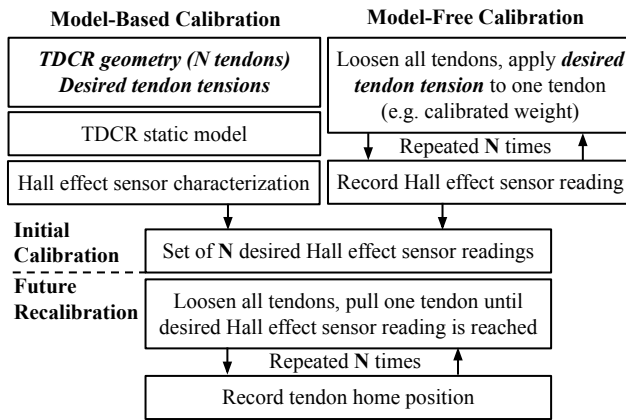 Model-Based Calibration
TDCR geometry (N tendons)
Desired tendon tensions
TDCR static model
Hall effect sensor characterization
Model-Free Calibration
Loosen all tendons, apply desired
tendon tension to one tendon
(e.g. calibrated weight)
Repeated N times
Record Hall effect sensor reading
Initial
Calibration
Set of N desired Hall effect sensor readings
Future
Recalibration
Loosen all tendons, pull one tendon until
desired Hall effect sensor reading is reached
Repeated N times
Record tendon home position